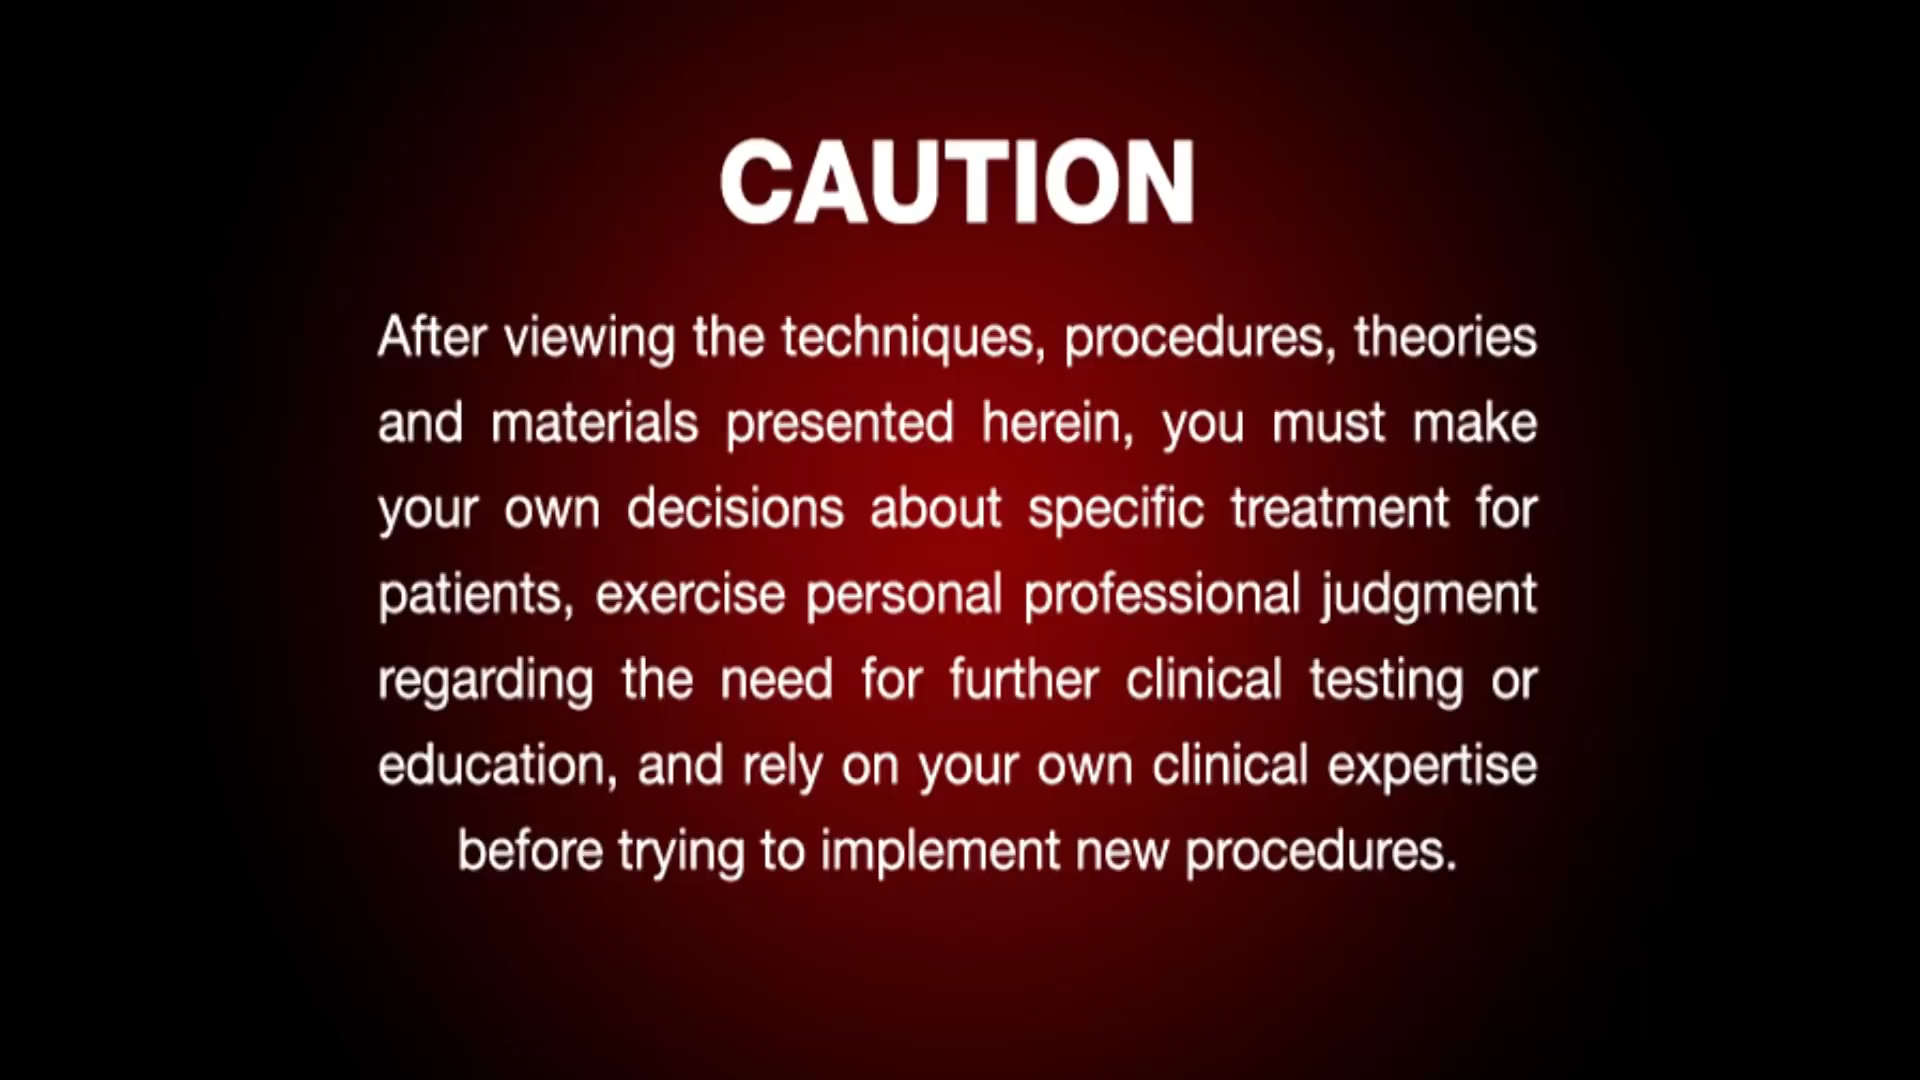 CAUTION
After viewing the techniques, procedures, theories
and materials presented herein, you must make
your own decisions about specific treatment for
patients, exercise personal professional judgment
regarding the need for further clinical testing or
education, and rely on your own clinical expertise
before trying to implement new procedures.